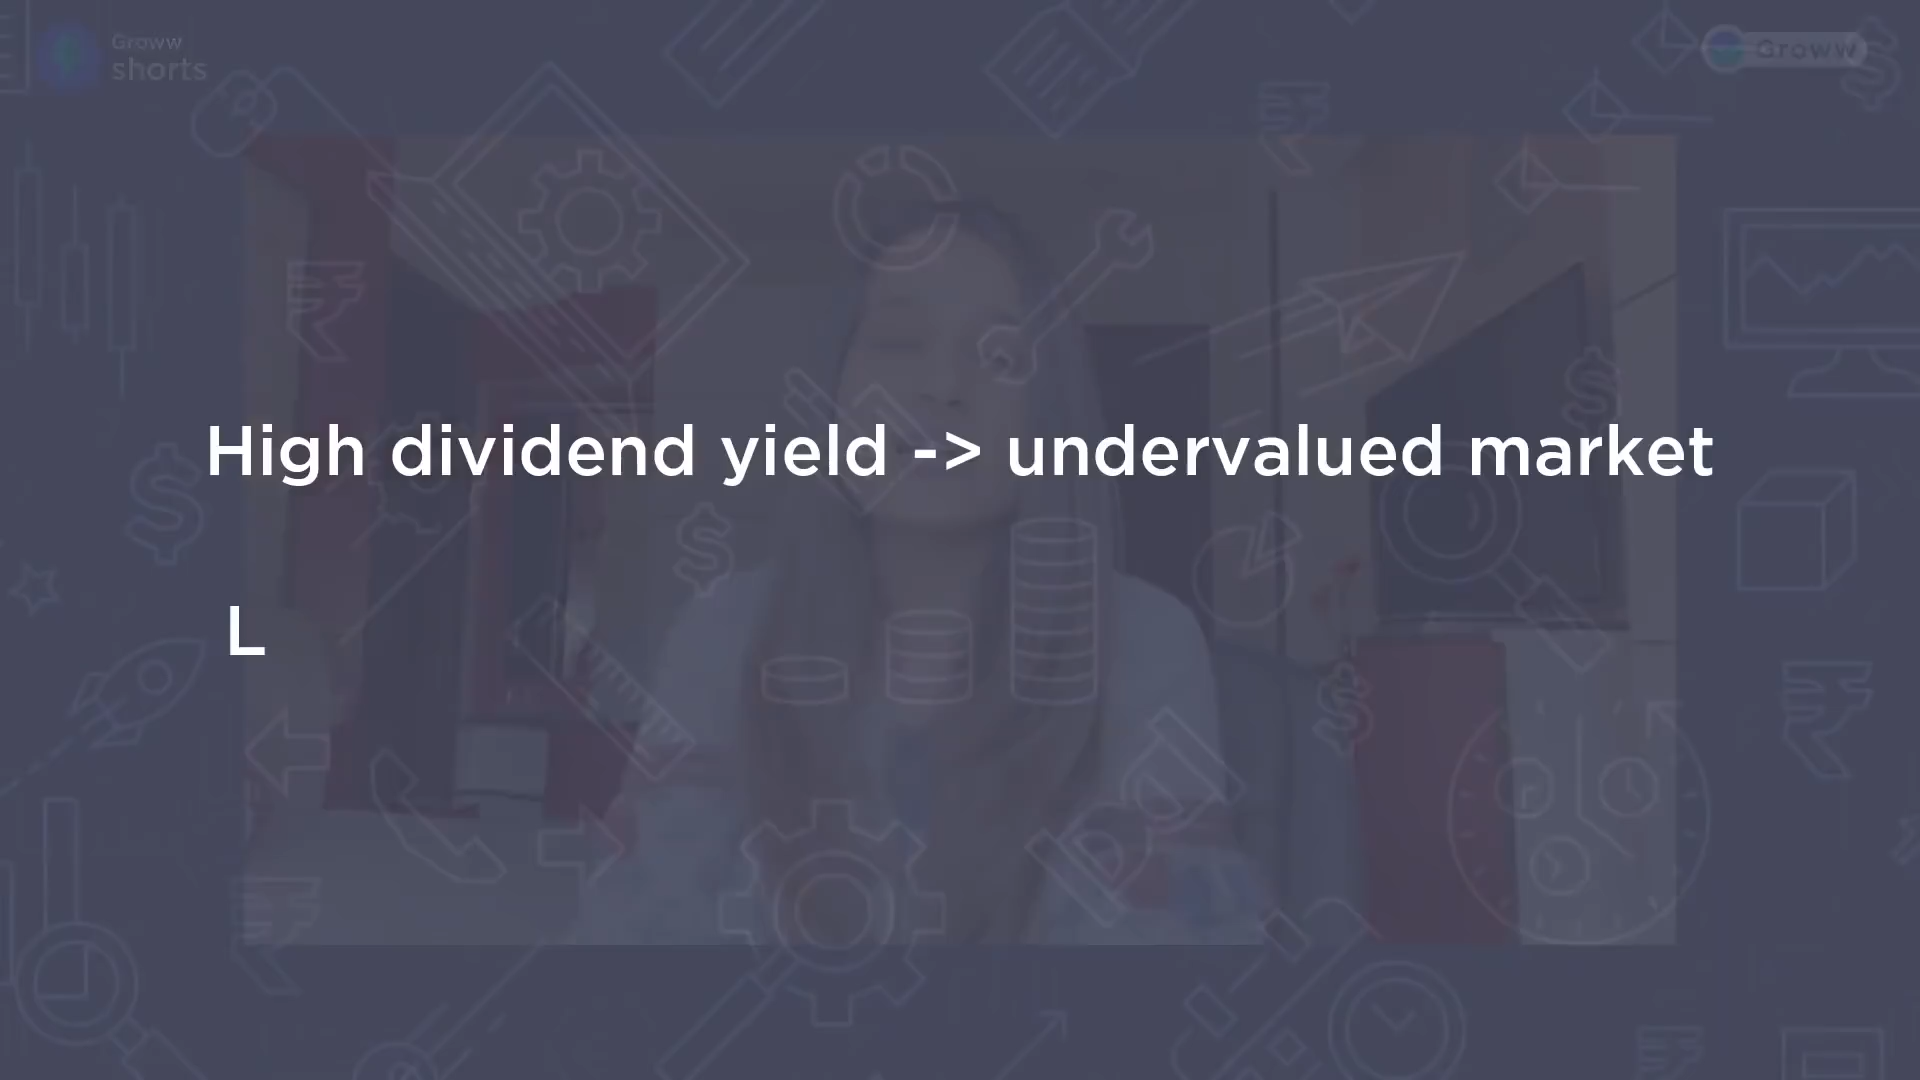 Groww
shorts
Groww
High dividend yield -> undervalued market
L